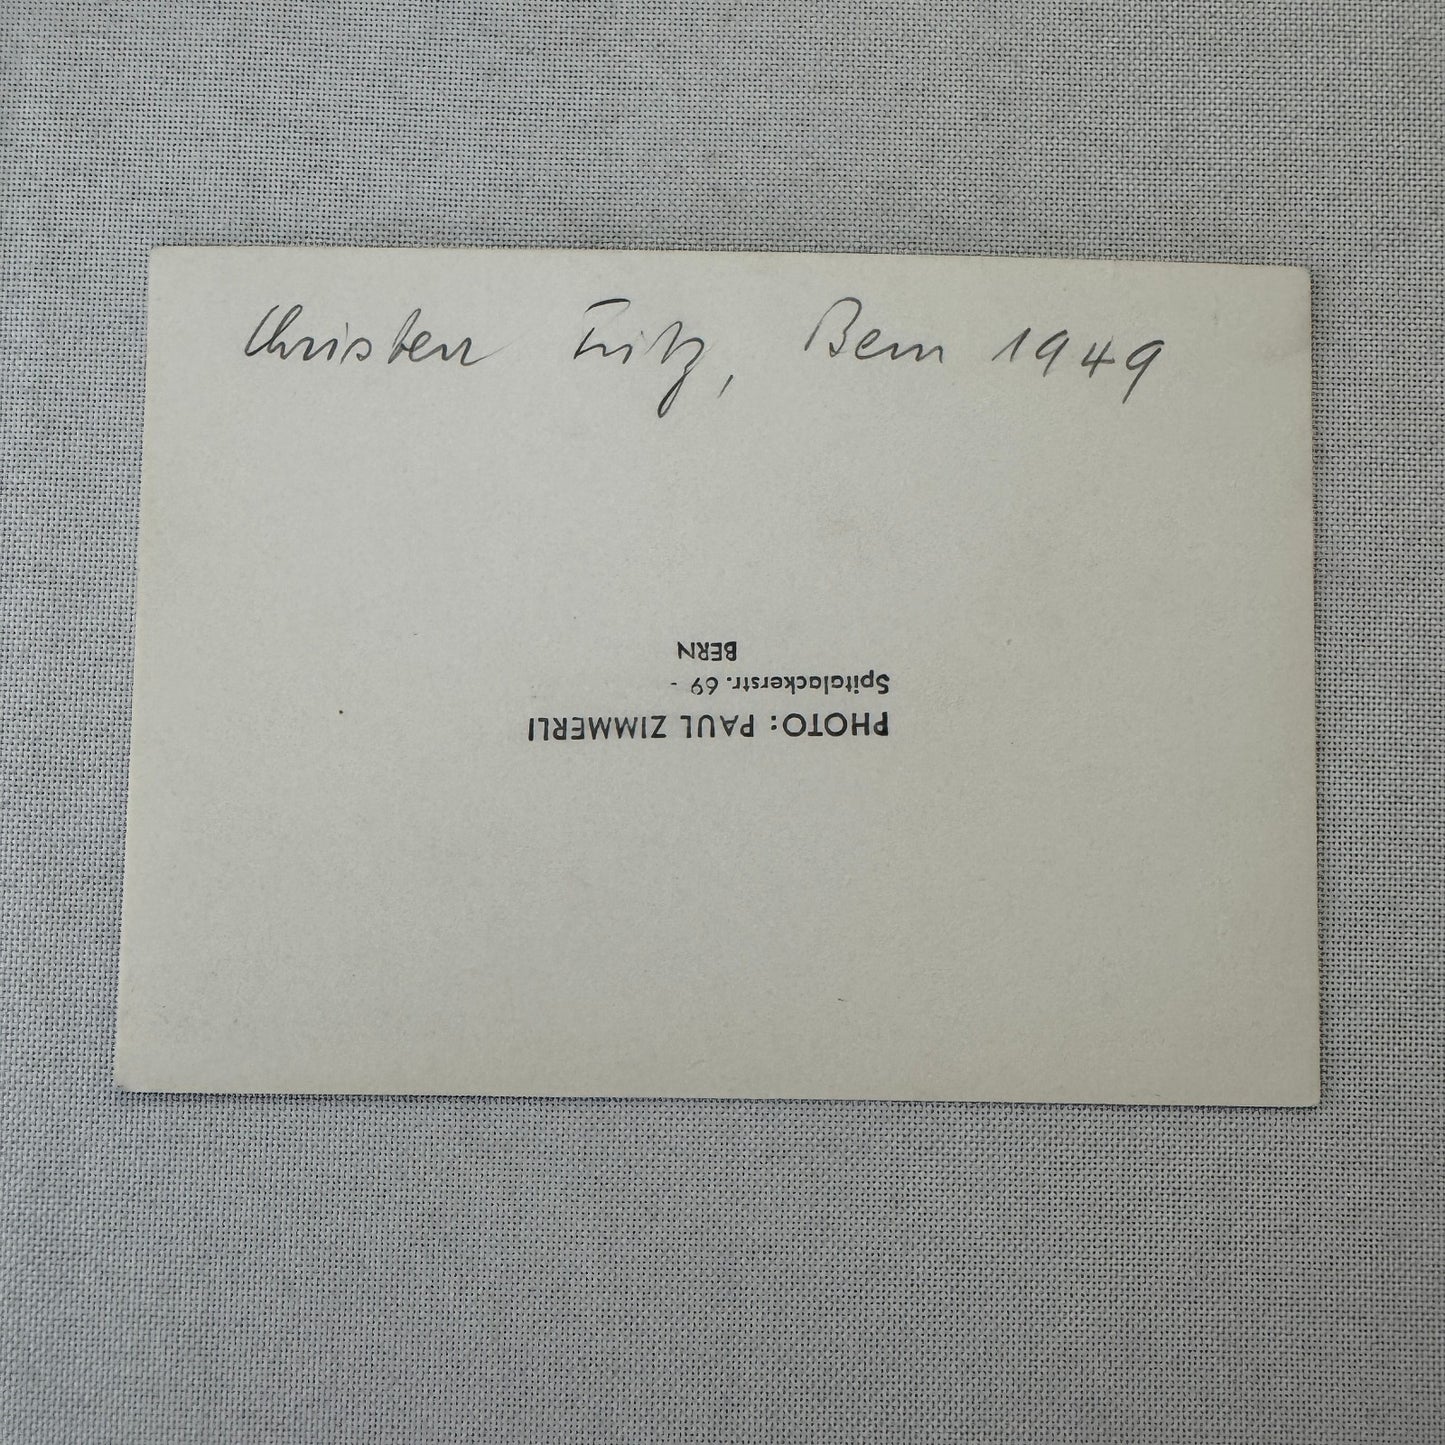 Christen Fritz, Bern 1949
PHOTO: PAUL ZIMMERLI
Spitalackerstr. 69 -
BERN